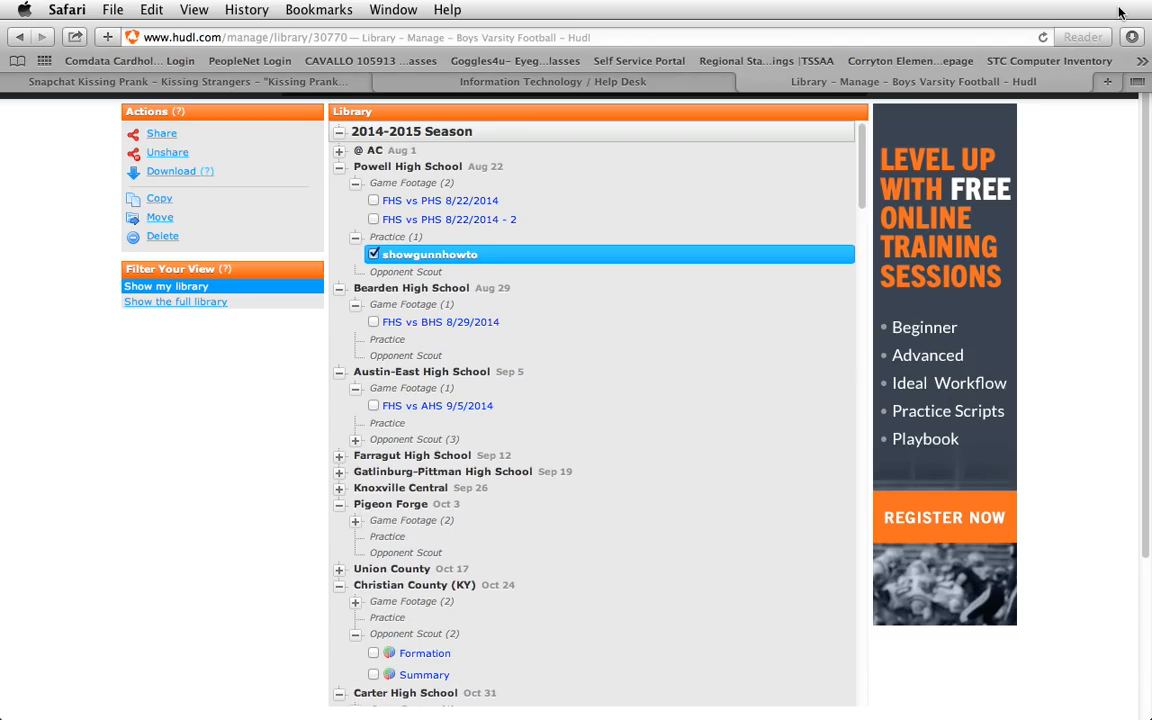 Safari File Edit View History Bookmarks Window Help
www.hudl.com/manage/library/30770 — Library – Manage – Boys Varsity Football – Hudl
Reader
Comdata Cardhol... Login PeopleNet Login CAVALLO 105913 ...asses Goggles4u– Eyeg...lasses Self Service Portal Regional Sta...ings |TSSAA Corryton Elemen...epage STC Computer Inventory
Snapchat Kissing Prank – Kissing Strangers – "Kissing Prank... Information Technology / Help Desk Library – Manage – Boys Varsity Football – Hudl
Actions (?)
Share
Unshare
Download (?)
Copy
Move
Delete
Filter Your View (?)
Show my library
Show the full library
Library
2014-2015 Season
@ AC Aug 1
Powell High School Aug 22
Game Footage (2)
FHS vs PHS 8/22/2014
FHS vs PHS 8/22/2014 - 2
Practice (1)
showgunnhowto
Opponent Scout
Bearden High School Aug 29
Game Footage (1)
FHS vs BHS 8/29/2014
Practice
Opponent Scout
Austin-East High School Sep 5
Game Footage (1)
FHS vs AHS 9/5/2014
Practice
Opponent Scout (3)
Farragut High School Sep 12
Gatlinburg-Pittman High School Sep 19
Knoxville Central Sep 26
Pigeon Forge Oct 3
Game Footage (2)
Practice
Opponent Scout
Union County Oct 17
Christian County (KY) Oct 24
Game Footage (2)
Practice
Opponent Scout (2)
Formation
Summary
Carter High School Oct 31
LEVEL UP
WITH FREE
ONLINE
TRAINING
SESSIONS
• Beginner
• Advanced
• Ideal Workflow
• Practice Scripts
• Playbook
REGISTER NOW